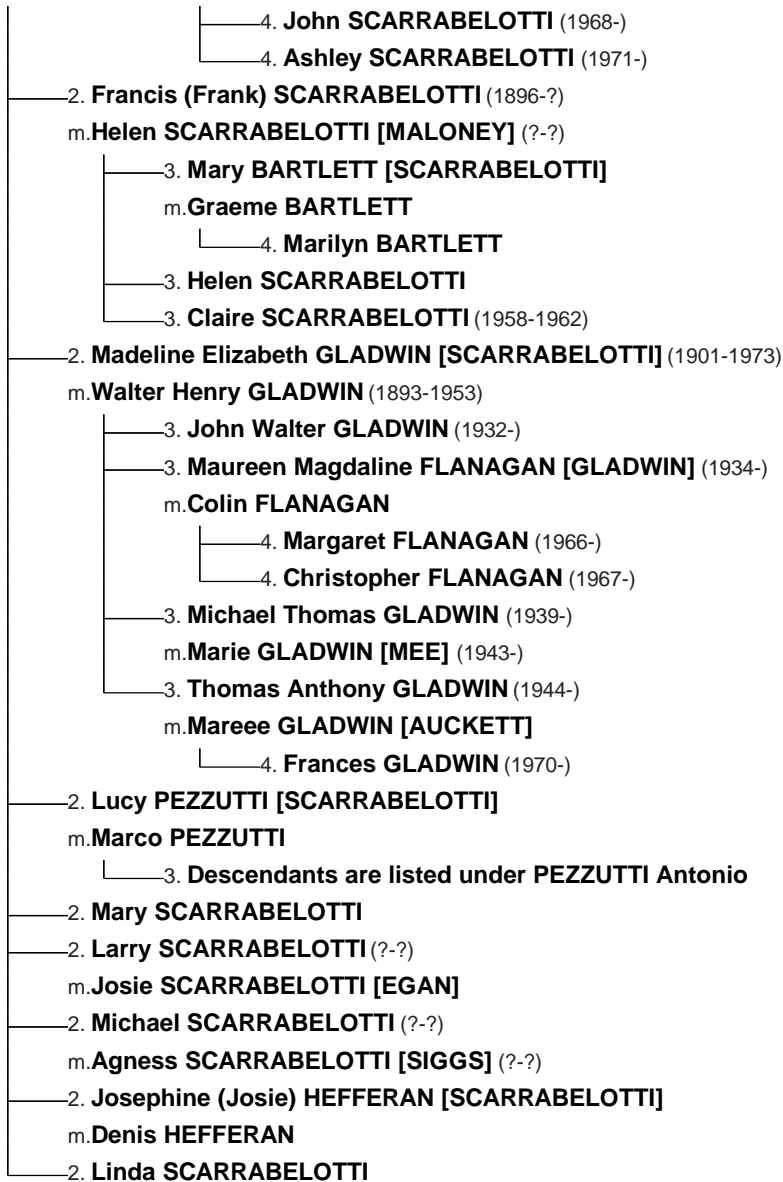 4. John SCARRABELOTTI (1968-)
4. Ashley SCARRABELOTTI (1971-)
2. Francis (Frank) SCARRABELOTTI (1896-?)
m.Helen SCARRABELOTTI [MALONEY] (?-?)
3. Mary BARTLETT [SCARRABELOTTI]
m.Graeme BARTLETT
4. Marilyn BARTLETT
3. Helen SCARRABELOTTI
3. Claire SCARRABELOTTI (1958-1962)
2. Madeline Elizabeth GLADWIN [SCARRABELOTTI] (1901-1973)
m.Walter Henry GLADWIN (1893-1953)
3. John Walter GLADWIN (1932-)
3. Maureen Magdaline FLANAGAN [GLADWIN] (1934-)
m.Colin FLANAGAN
4. Margaret FLANAGAN (1966-)
4. Christopher FLANAGAN (1967-)
3. Michael Thomas GLADWIN (1939-)
m.Marie GLADWIN [MEE] (1943-)
3. Thomas Anthony GLADWIN (1944-)
m.Mareee GLADWIN [AUCKETT]
4. Frances GLADWIN (1970-)
2. Lucy PEZZUTTI [SCARRABELOTTI]
m.Marco PEZZUTTI
3. Descendants are listed under PEZZUTTI Antonio
2. Mary SCARRABELOTTI
2. Larry SCARRABELOTTI (?-?)
m.Josie SCARRABELOTTI [EGAN]
2. Michael SCARRABELOTTI (?-?)
m.Agness SCARRABELOTTI [SIGGS] (?-?)
2. Josephine (Josie) HEFFERAN [SCARRABELOTTI]
m.Denis HEFFERAN
2. Linda SCARRABELOTTI